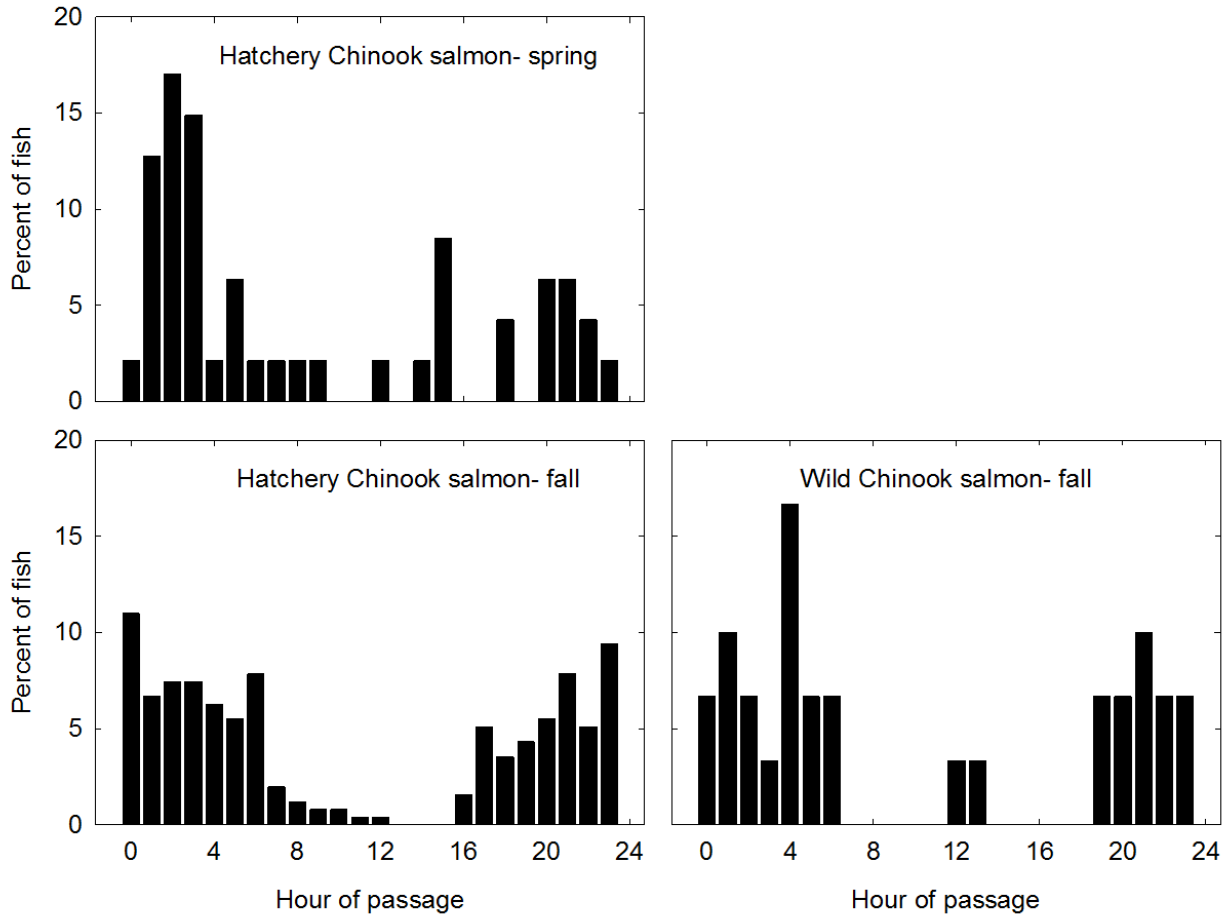 Hatchery Chinook salmon- spring
Percent of fish
20
15
10
5
0
Hatchery Chinook salmon- fall
Percent of fish
20
15
10
5
0
0 4 8 12 16 20 24
Hour of passage
Wild Chinook salmon- fall
0 4 8 12 16 20 24
Hour of passage